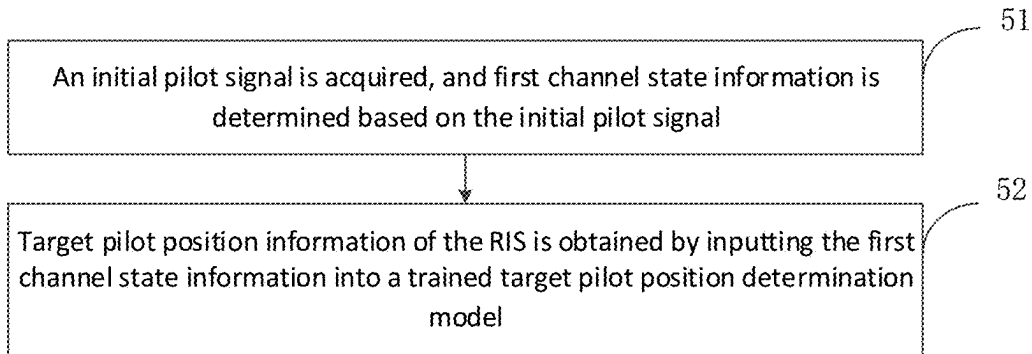 51
An initial pilot signal is acquired, and first channel state information is
determined based on the initial pilot signal
52
Target pilot position information of the RIS is obtained by inputting the first
channel state information into a trained target pilot position determination
model